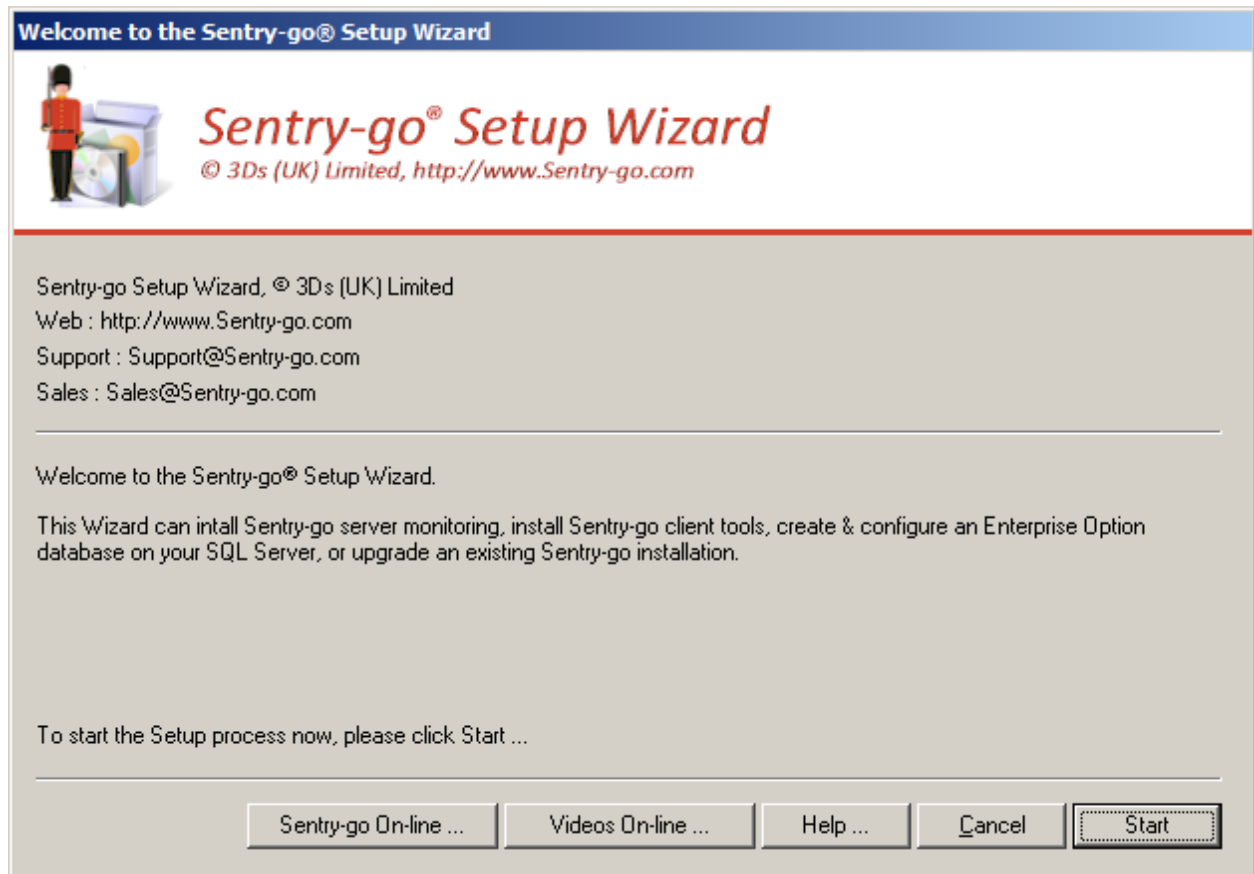 Welcome to the Sentry-go® Setup Wizard
Sentry-go® Setup Wizard
© 3Ds (UK) Limited, http://www.Sentry-go.com
Sentry-go Setup Wizard, © 3Ds (UK) Limited
Web : http://www.Sentry-go.com
Support : Support@Sentry-go.com
Sales : Sales@Sentry-go.com
Welcome to the Sentry-go® Setup Wizard.
This Wizard can intall Sentry-go server monitoring, install Sentry-go client tools, create & configure an Enterprise Option
database on your SQL Server, or upgrade an existing Sentry-go installation.
To start the Setup process now, please click Start ...
Sentry-go On-line ...
Videos On-line ...
Help ...
Cancel
Start